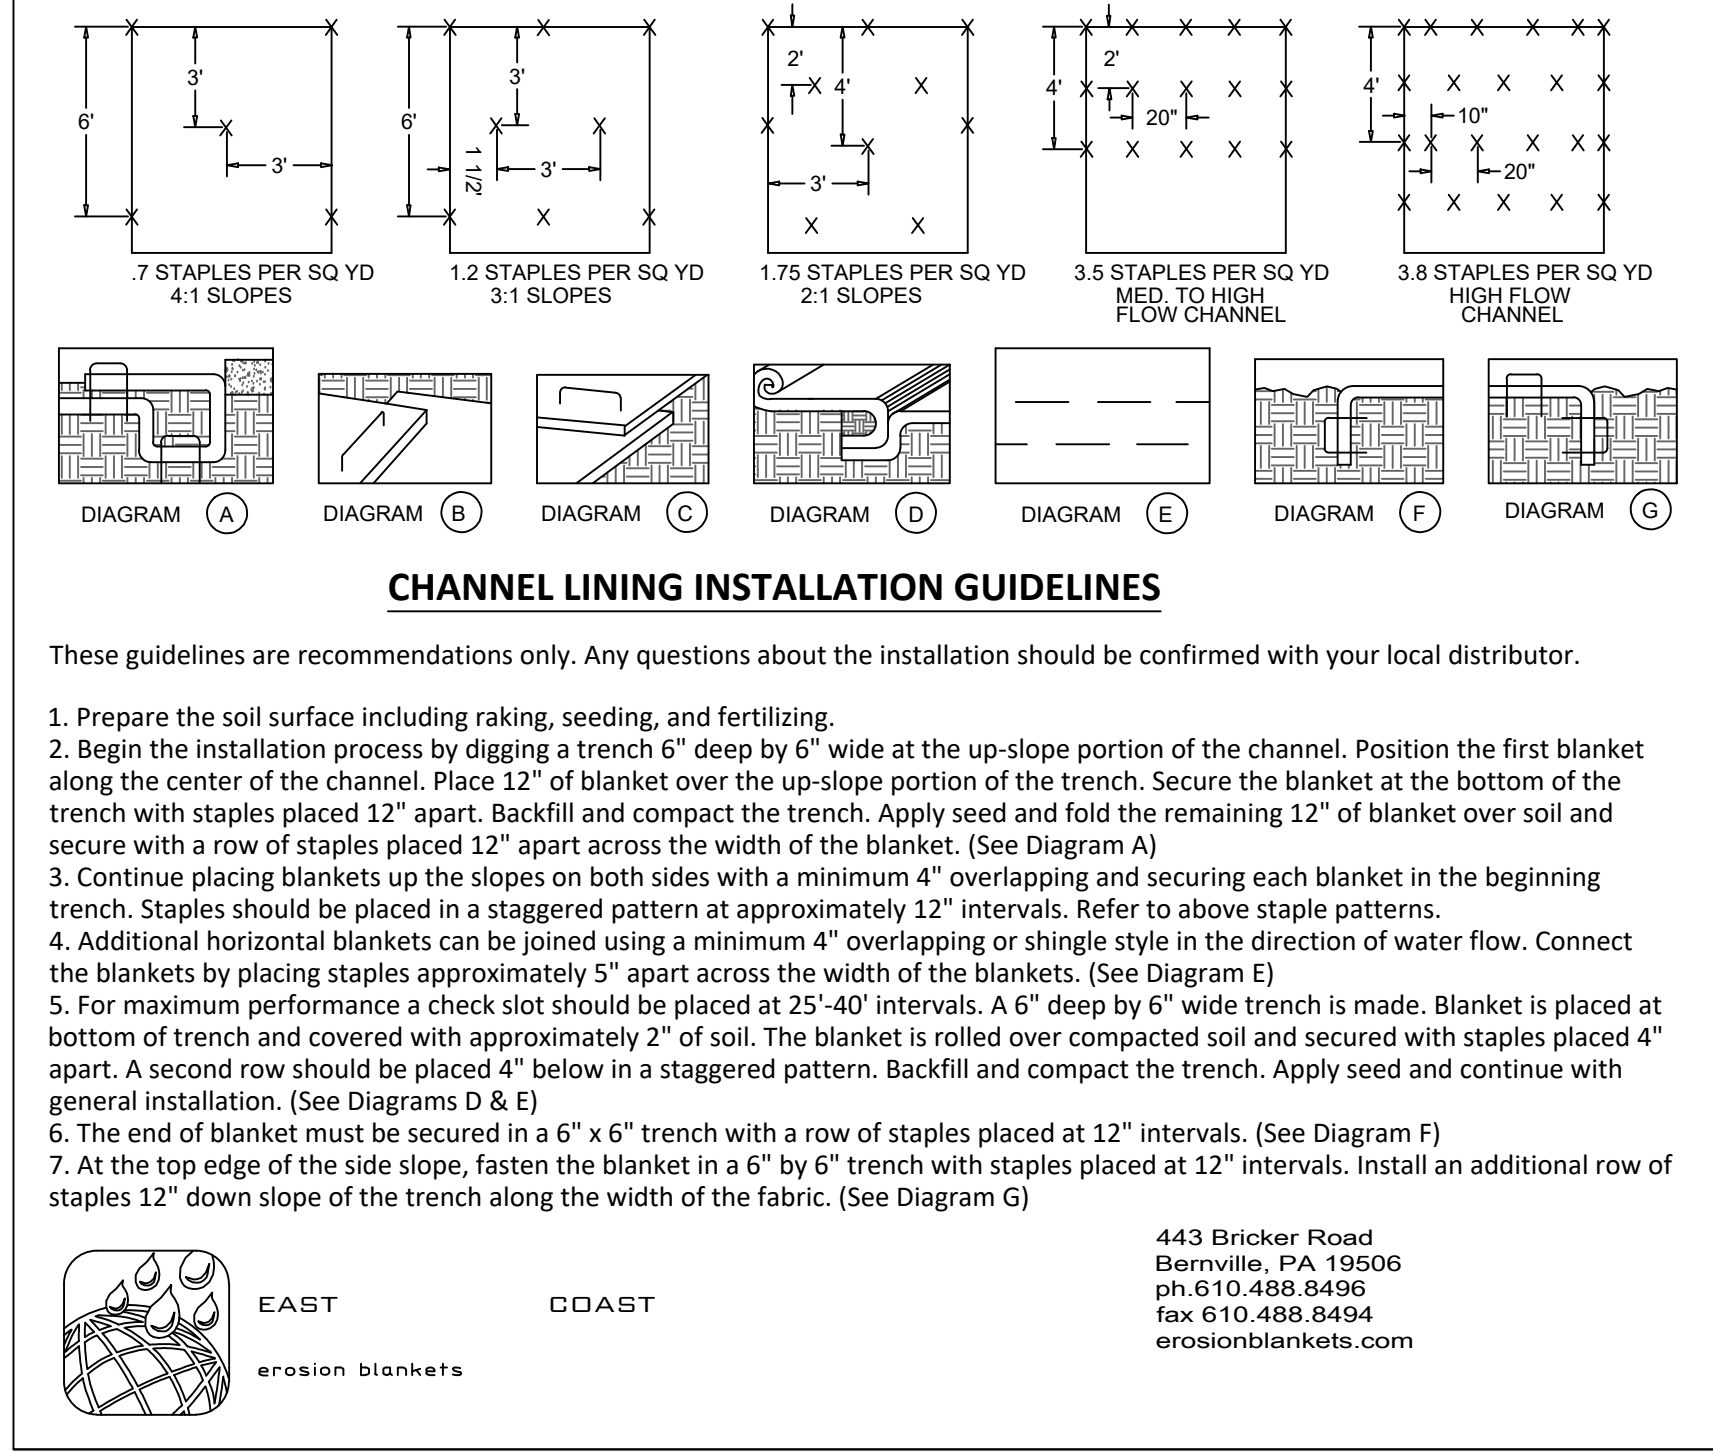 6' 3' 3'
6' 3' 1 1/2' 3'
2' 4' 3'
4' 2' 20"
4' 10" 20"
.7 STAPLES PER SQ YD
4:1 SLOPES
1.2 STAPLES PER SQ YD
3:1 SLOPES
1.75 STAPLES PER SQ YD
2:1 SLOPES
3.5 STAPLES PER SQ YD
MED. TO HIGH
FLOW CHANNEL
3.8 STAPLES PER SQ YD
HIGH FLOW
CHANNEL
DIAGRAM A
DIAGRAM B
DIAGRAM C
DIAGRAM D
DIAGRAM E
DIAGRAM F
DIAGRAM G
CHANNEL LINING INSTALLATION GUIDELINES
These guidelines are recommendations only. Any questions about the installation should be confirmed with your local distributor.
1. Prepare the soil surface including raking, seeding, and fertilizing.
2. Begin the installation process by digging a trench 6" deep by 6" wide at the up-slope portion of the channel. Position the first blanket
along the center of the channel. Place 12" of blanket over the up-slope portion of the trench. Secure the blanket at the bottom of the
trench with staples placed 12" apart. Backfill and compact the trench. Apply seed and fold the remaining 12" of blanket over soil and
secure with a row of staples placed 12" apart across the width of the blanket. (See Diagram A)
3. Continue placing blankets up the slopes on both sides with a minimum 4" overlapping and securing each blanket in the beginning
trench. Staples should be placed in a staggered pattern at approximately 12" intervals. Refer to above staple patterns.
4. Additional horizontal blankets can be joined using a minimum 4" overlapping or shingle style in the direction of water flow. Connect
the blankets by placing staples approximately 5" apart across the width of the blankets. (See Diagram E)
5. For maximum performance a check slot should be placed at 25'-40' intervals. A 6" deep by 6" wide trench is made. Blanket is placed at
bottom of trench and covered with approximately 2" of soil. The blanket is rolled over compacted soil and secured with staples placed 4"
apart. A second row should be placed 4" below in a staggered pattern. Backfill and compact the trench. Apply seed and continue with
general installation. (See Diagrams D & E)
6. The end of blanket must be secured in a 6" x 6" trench with a row of staples placed at 12" intervals. (See Diagram F)
7. At the top edge of the side slope, fasten the blanket in a 6" by 6" trench with staples placed at 12" intervals. Install an additional row of
staples 12" down slope of the trench along the width of the fabric. (See Diagram G)
EAST COAST
erosion blankets
443 Bricker Road
Bernville, PA 19506
ph.610.488.8496
fax 610.488.8494
erosionblankets.com